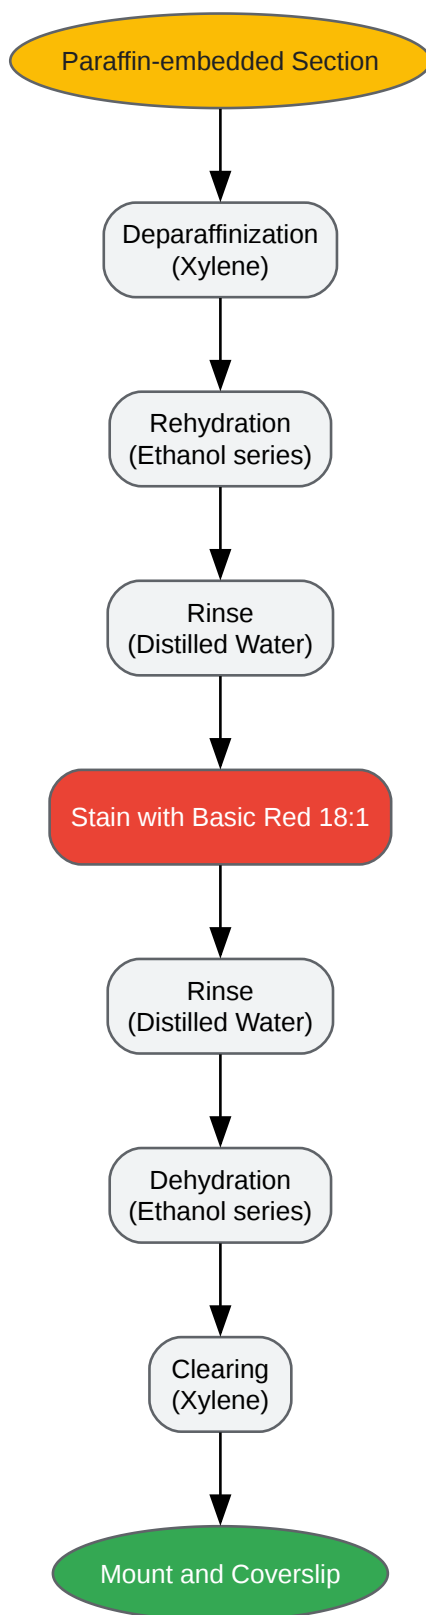 Paraffin-embedded Section
Deparaffinization
(Xylene)
Rehydration
(Ethanol series)
Rinse
(Distilled Water)
Stain with Basic Red 18:1
Rinse
(Distilled Water)
Dehydration
(Ethanol series)
Clearing
(Xylene)
Mount and Coverslip